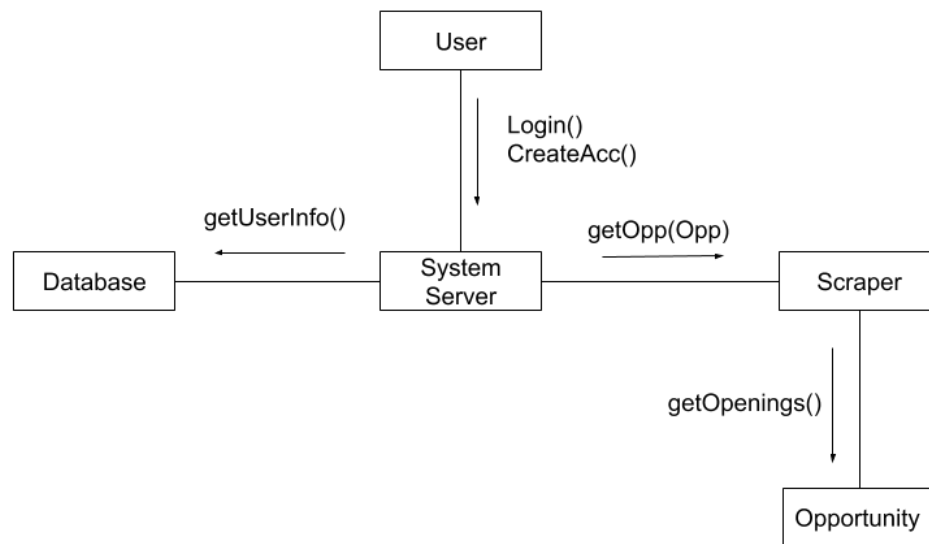 User
Login()
CreateAcc()
getUserInfo()
getOpp(Opp)
Database
System
Server
Scraper
getOpenings()
Opportunity